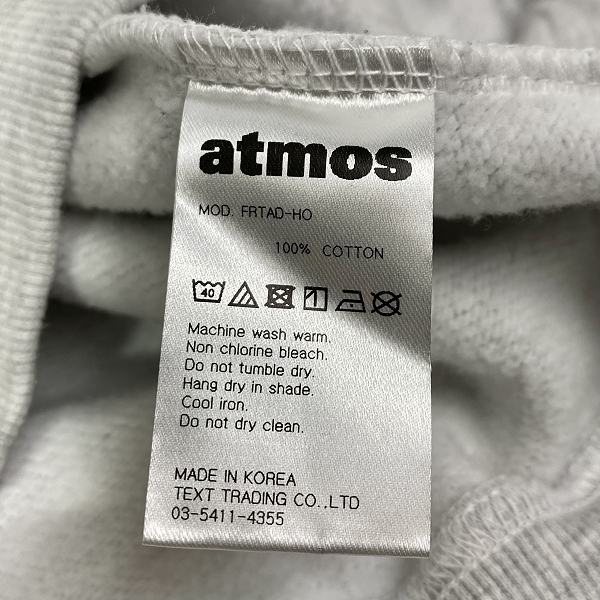 atmos
MOD. FRTAD-HO
100% COTTON
40
Machine wash warm.
Non chlorine bleach.
Do not tumble dry.
Hang dry in shade.
Cool iron.
Do not dry clean.
MADE IN KOREA
TEXT TRADING CO.,LTD
03-5411-4355